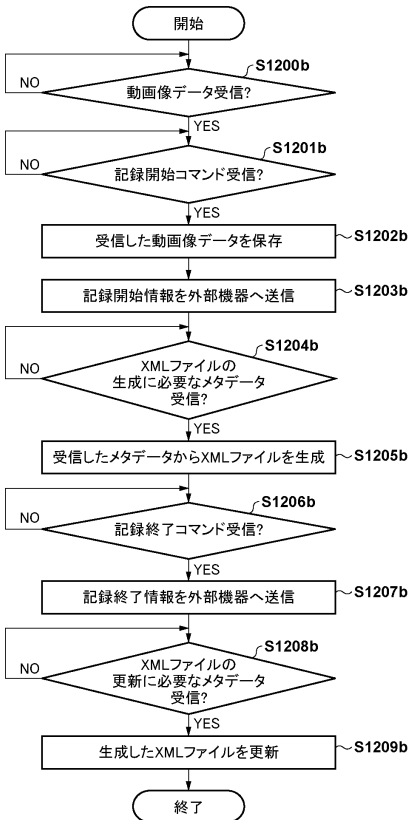 開始
S1200b
動画像データ受信?
NO
YES
S1201b
記録開始コマンド受信?
NO
YES
S1202b
受信した動画像データを保存
S1203b
記録開始情報を外部機器へ送信
S1204b
XMLファイルの
生成に必要なメタデータ
受信?
NO
YES
S1205b
受信したメタデータからXMLファイルを生成
S1206b
記録終了コマンド受信?
NO
YES
S1207b
記録終了情報を外部機器へ送信
S1208b
XMLファイルの
更新に必要なメタデータ
受信?
NO
YES
S1209b
生成したXMLファイルを更新
終了